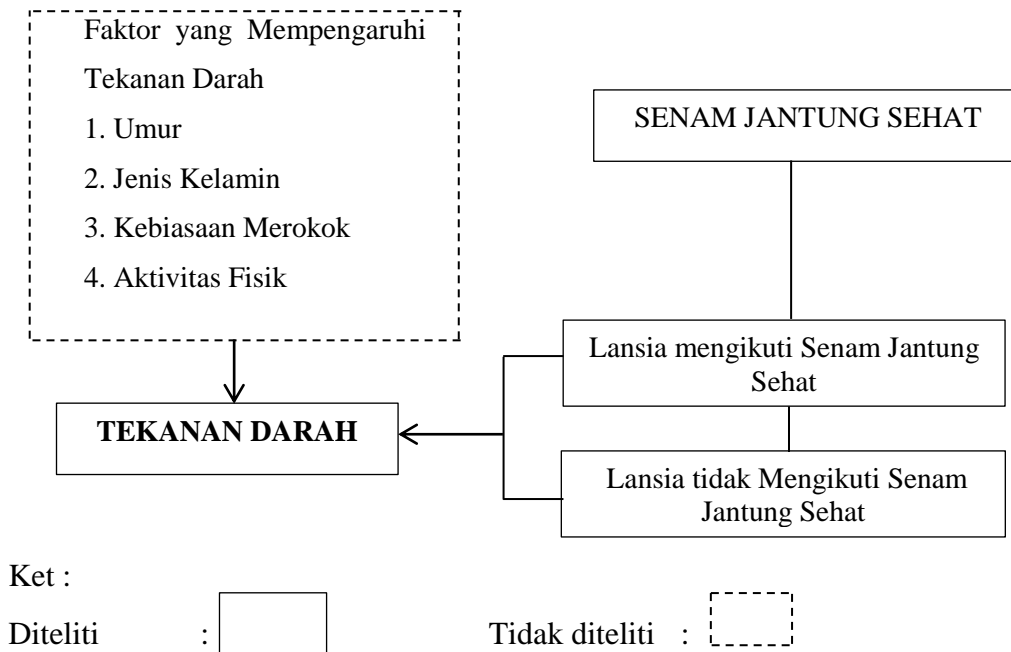 Faktor yang Mempengaruhi
Tekanan Darah
1. Umur
2. Jenis Kelamin
3. Kebiasaan Merokok
4. Aktivitas Fisik
SENAM JANTUNG SEHAT
Lansia mengikuti Senam Jantung
Sehat
TEKANAN DARAH
Lansia tidak Mengikuti Senam
Jantung Sehat
Ket :
Diteliti :
Tidak diteliti :